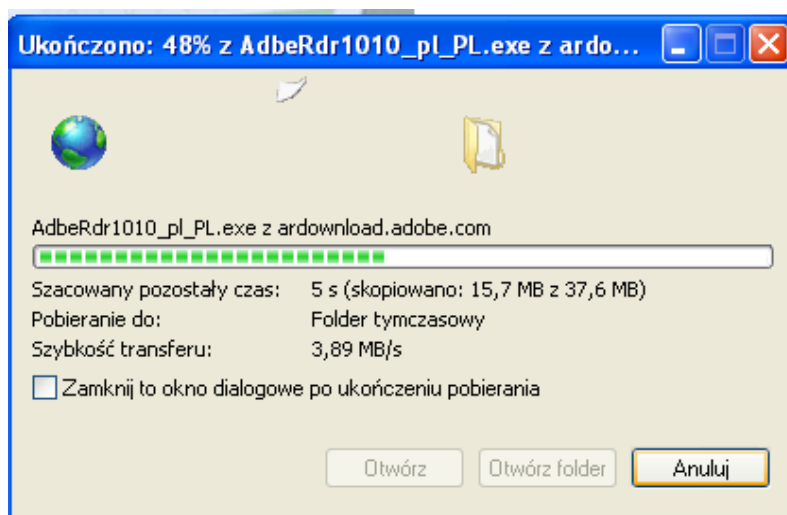 Ukończono: 48% z AdbeRdr1010_pl_PL.exe z ardo...
AdbeRdr1010_pl_PL.exe z ardownload.adobe.com
Szacowany pozostały czas: 5 s (skopiowano: 15,7 MB z 37,6 MB)
Pobieranie do: Folder tymczasowy
Szybkość transferu: 3,89 MB/s
Zamknij to okno dialogowe po ukończeniu pobierania
Otwórz Otwórz folder Anuluj